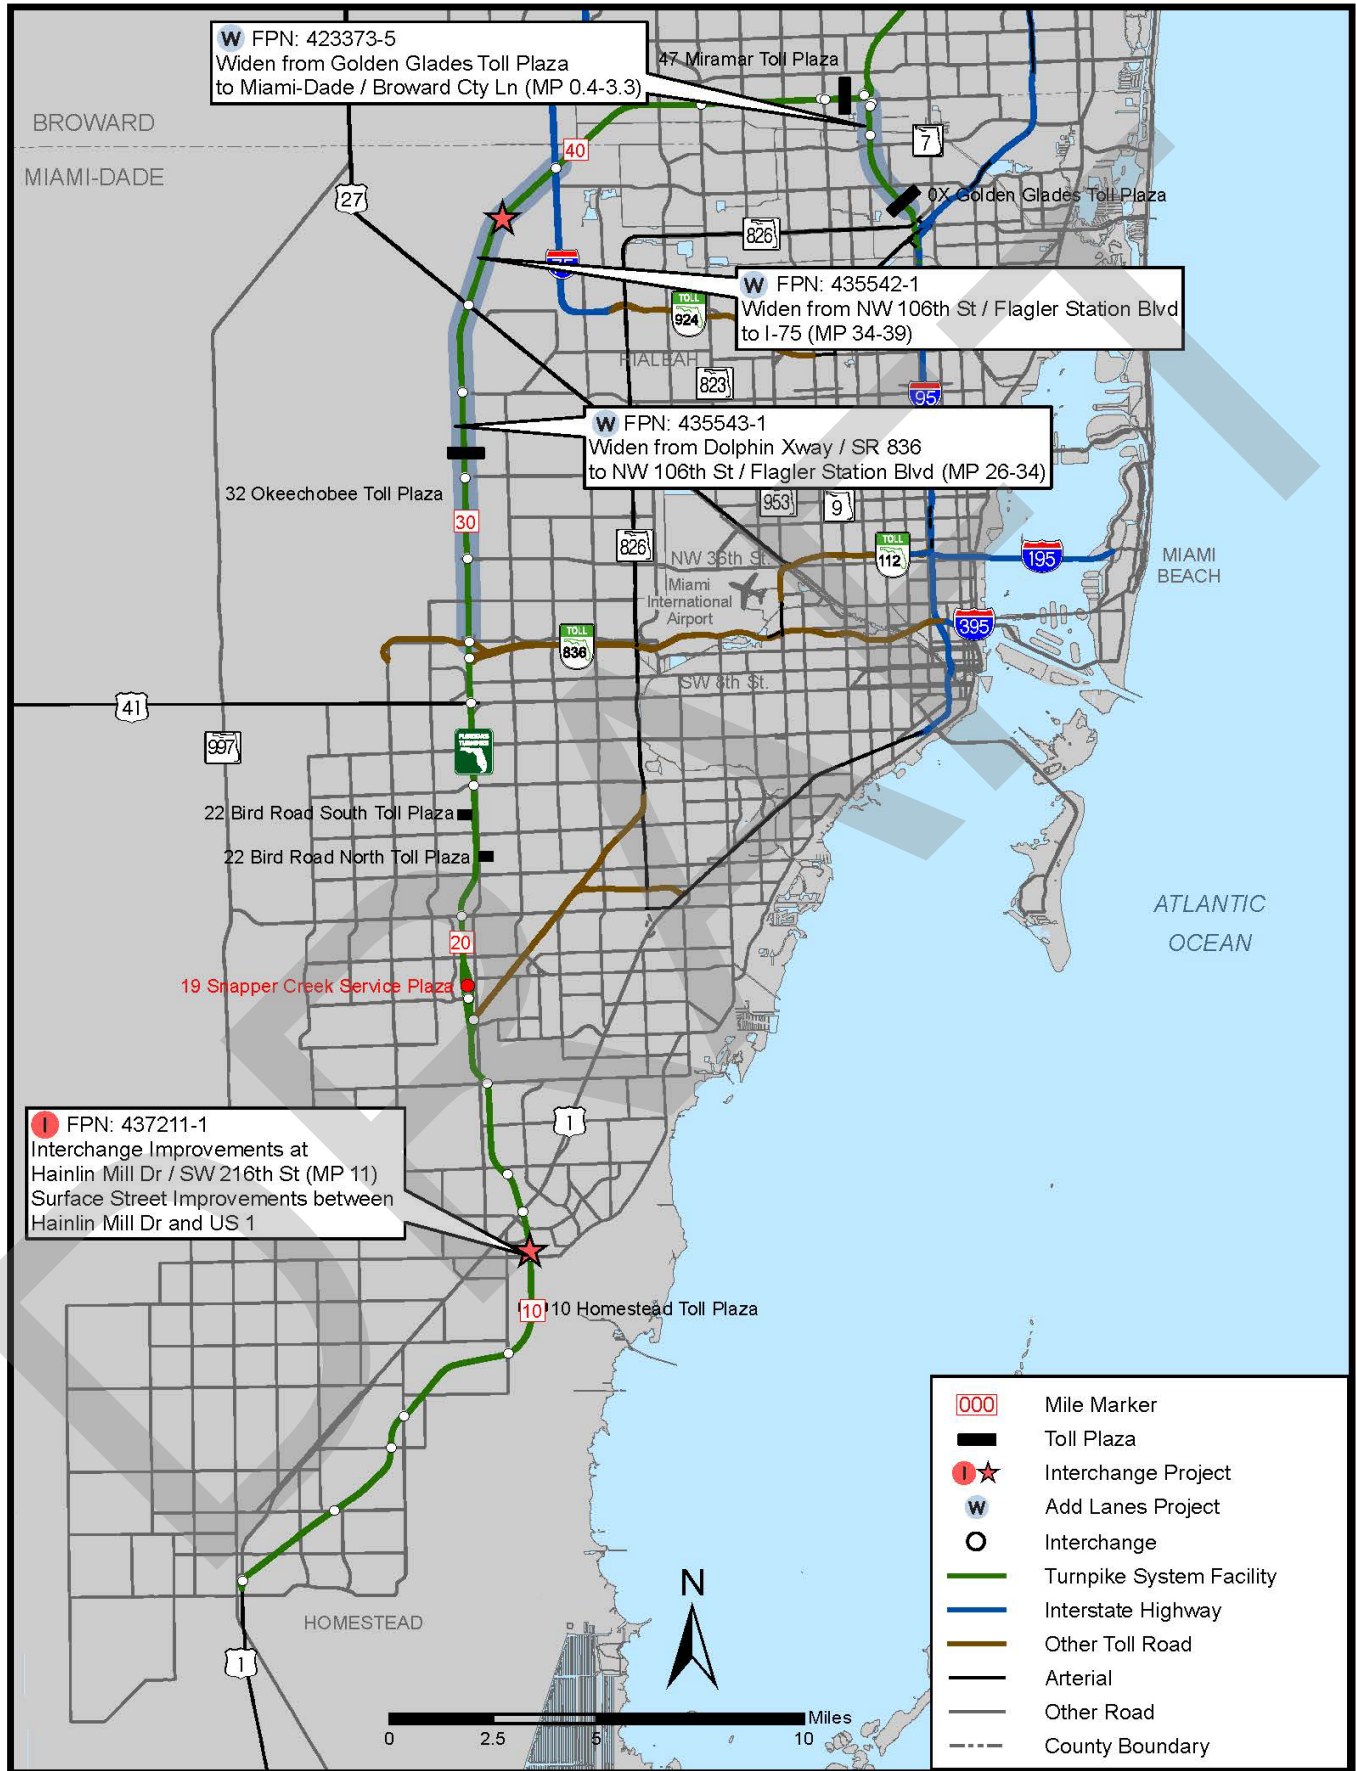 W FPN: 423373-5
Widen from Golden Glades Toll Plaza
to Miami-Dade / Broward Cty Ln (MP 0.4-3.3)
47 Miramar Toll Plaza
BROWARD
MIAMI-DADE
40
7
27
0X Golden Glades Toll Plaza
826
75
W FPN: 435542-1
Widen from NW 106th St / Flagler Station Blvd
to I-75 (MP 34-39)
TOLL
924
HIALEAH
823
95
W FPN: 435543-1
Widen from Dolphin Xway / SR 836
to NW 106th St / Flagler Station Blvd (MP 26-34)
32 Okeechobee Toll Plaza
953
9
30
826
NW 36th St.
TOLL
112
195
MIAMI
BEACH
Miami
International
Airport
TOLL
836
395
SW 8th St.
41
997
FLORIDA'S
TURNPIKE
22 Bird Road South Toll Plaza
22 Bird Road North Toll Plaza
ATLANTIC
OCEAN
20
19 Snapper Creek Service Plaza
I FPN: 437211-1
Interchange Improvements at
Hainlin Mill Dr / SW 216th St (MP 11)
Surface Street Improvements between
Hainlin Mill Dr and US 1
1
10
10 Homestead Toll Plaza
HOMESTEAD
1
N
Miles
0 2.5 5 10
000 Mile Marker
Toll Plaza
I Interchange Project
W Add Lanes Project
Interchange
Turnpike System Facility
Interstate Highway
Other Toll Road
Arterial
Other Road
County Boundary
DRAFT